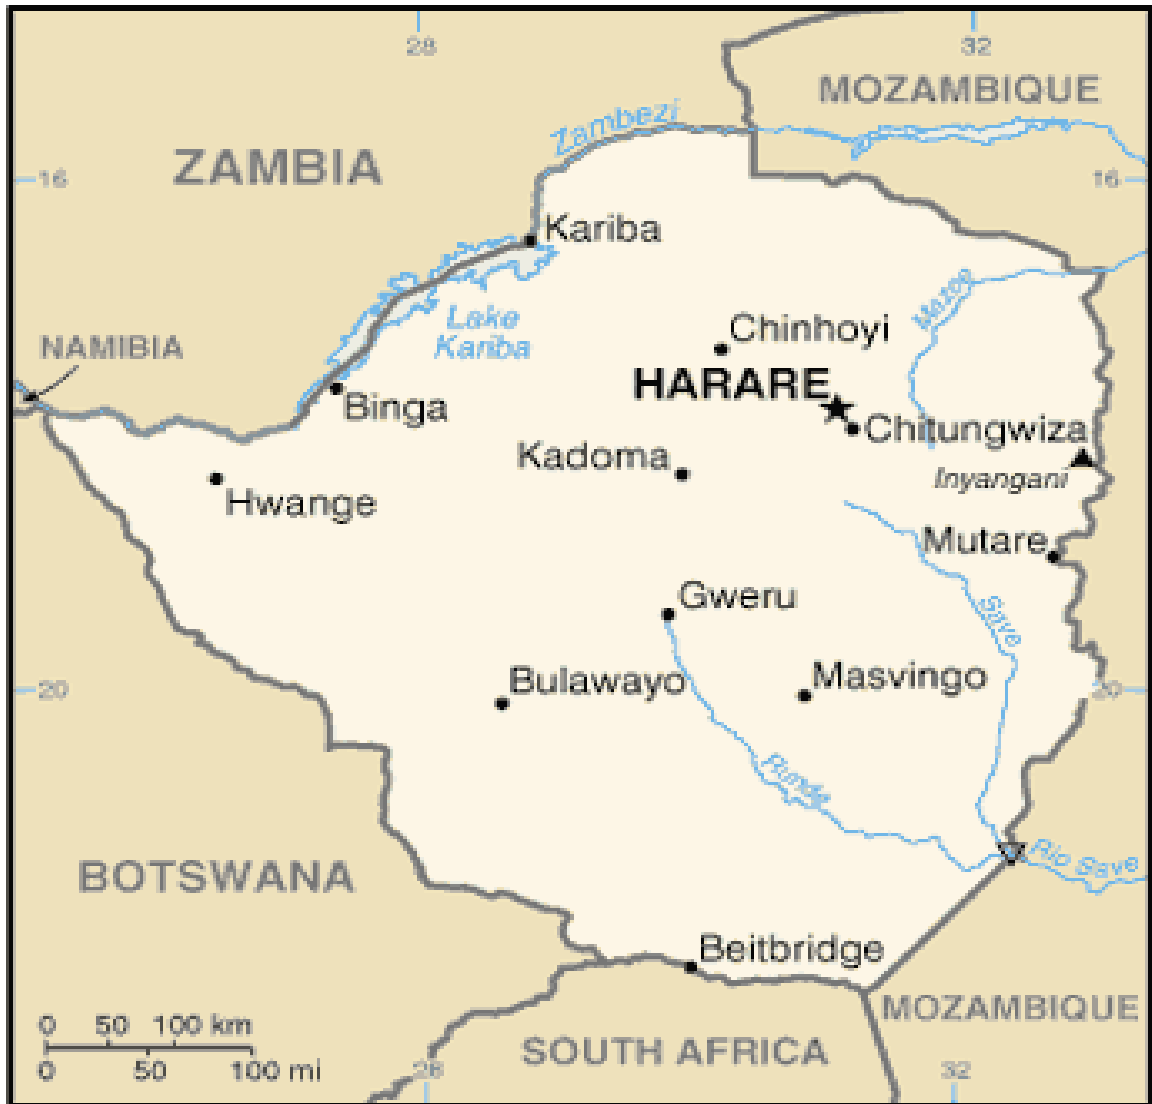 28
32
MOZAMBIQUE
Zambezi
ZAMBIA
16
16
Kariba
Mazoe
Lake
Kariba
Chinhoyi
NAMIBIA
HARARE
Binga
Chitungwiza
Kadoma
Inyangani
Hwange
Mutare
Gweru
Save
Bulawayo
Masvingo
20
20
Runde
Rio Save
BOTSWANA
Beitbridge
MOZAMBIQUE
0 50 100 km
SOUTH AFRICA
0 50 100 mi
28
32